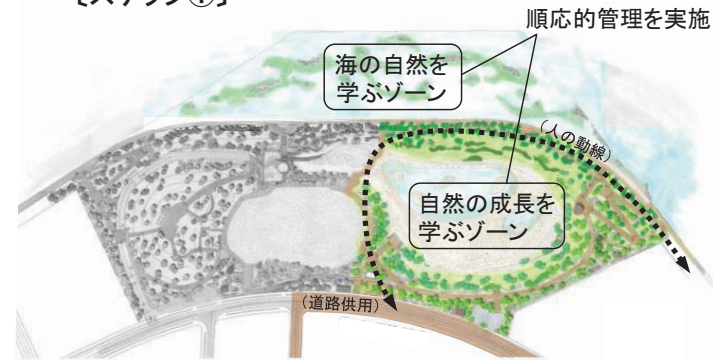 順応的管理を実施
海の自然を
学ぶゾーン
(人の動線)
自然の成長を
学ぶゾーン
(道路供用)